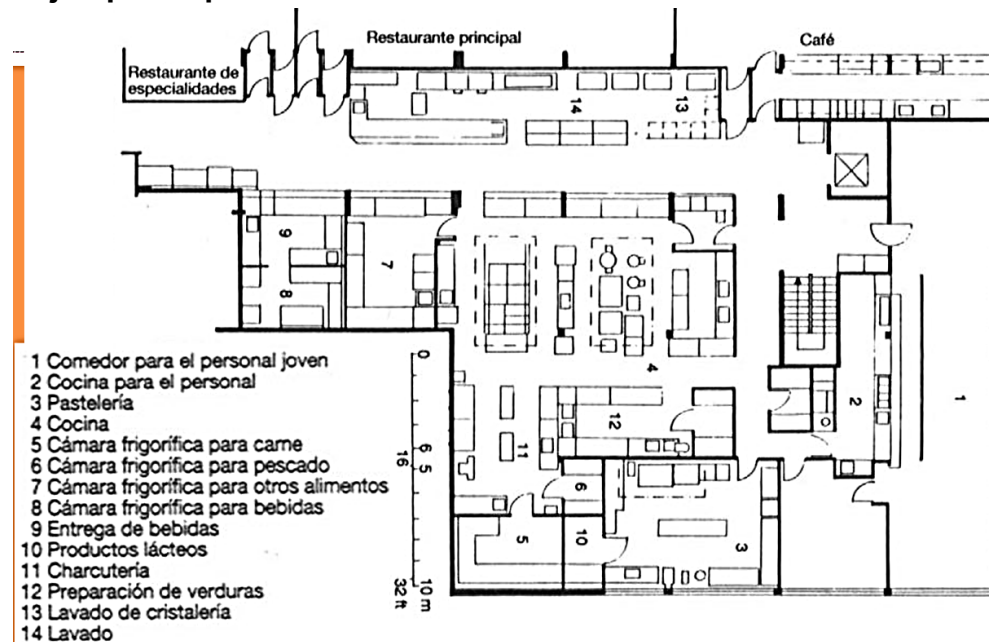 Restaurante principal
Café
Restaurante de
especialidades
14
13
9
7
8
4
2
1
12
11
6
5
10
3
1 Comedor para el personal joven
2 Cocina para el personal
3 Pastelería
4 Cocina
5 Cámara frigorífica para carne
6 Cámara frigorífica para pescado
7 Cámara frigorífica para otros alimentos
8 Cámara frigorífica para bebidas
9 Entrega de bebidas
10 Productos lácteos
11 Charcutería
12 Preparación de verduras
13 Lavado de cristalería
14 Lavado
0
6 5
16
10 m
32 ft